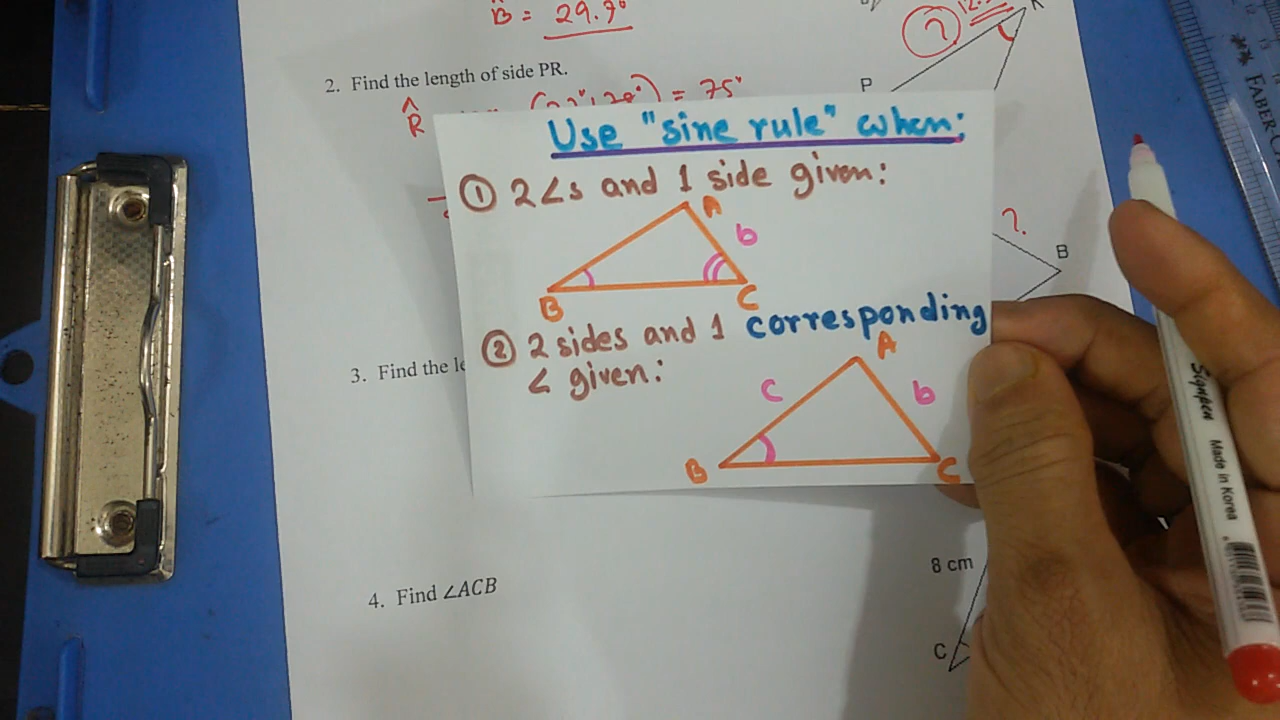 B̂ = 29.7°
2. Find the length of side PR.
R̂ = 75°
P
Use "sine rule" when:
① 2∠s and 1 side given:
A
b
B
C
② 2 sides and 1 corresponding
∠ given:
A
c
b
B
C
?
?
B
3. Find the le
4. Find ∠ACB
8 cm
C
Signpen Made in Korea
FABER-C